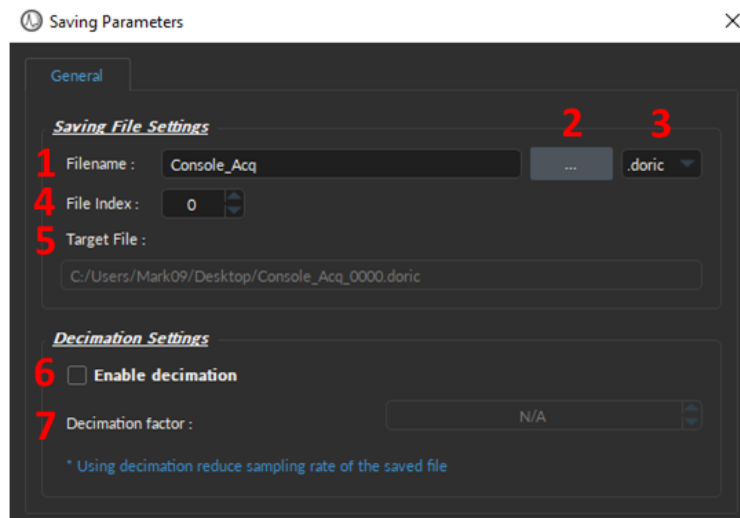 Saving Parameters
General
Saving File Settings
2 3
1 Filename : Console_Acq ... .doric
4 File Index : 0
5 Target File :
C:/Users/Mark09/Desktop/Console_Acq_0000.doric
Decimation Settings
6 Enable decimation
7 Decimation factor : N/A
* Using decimation reduce sampling rate of the saved file